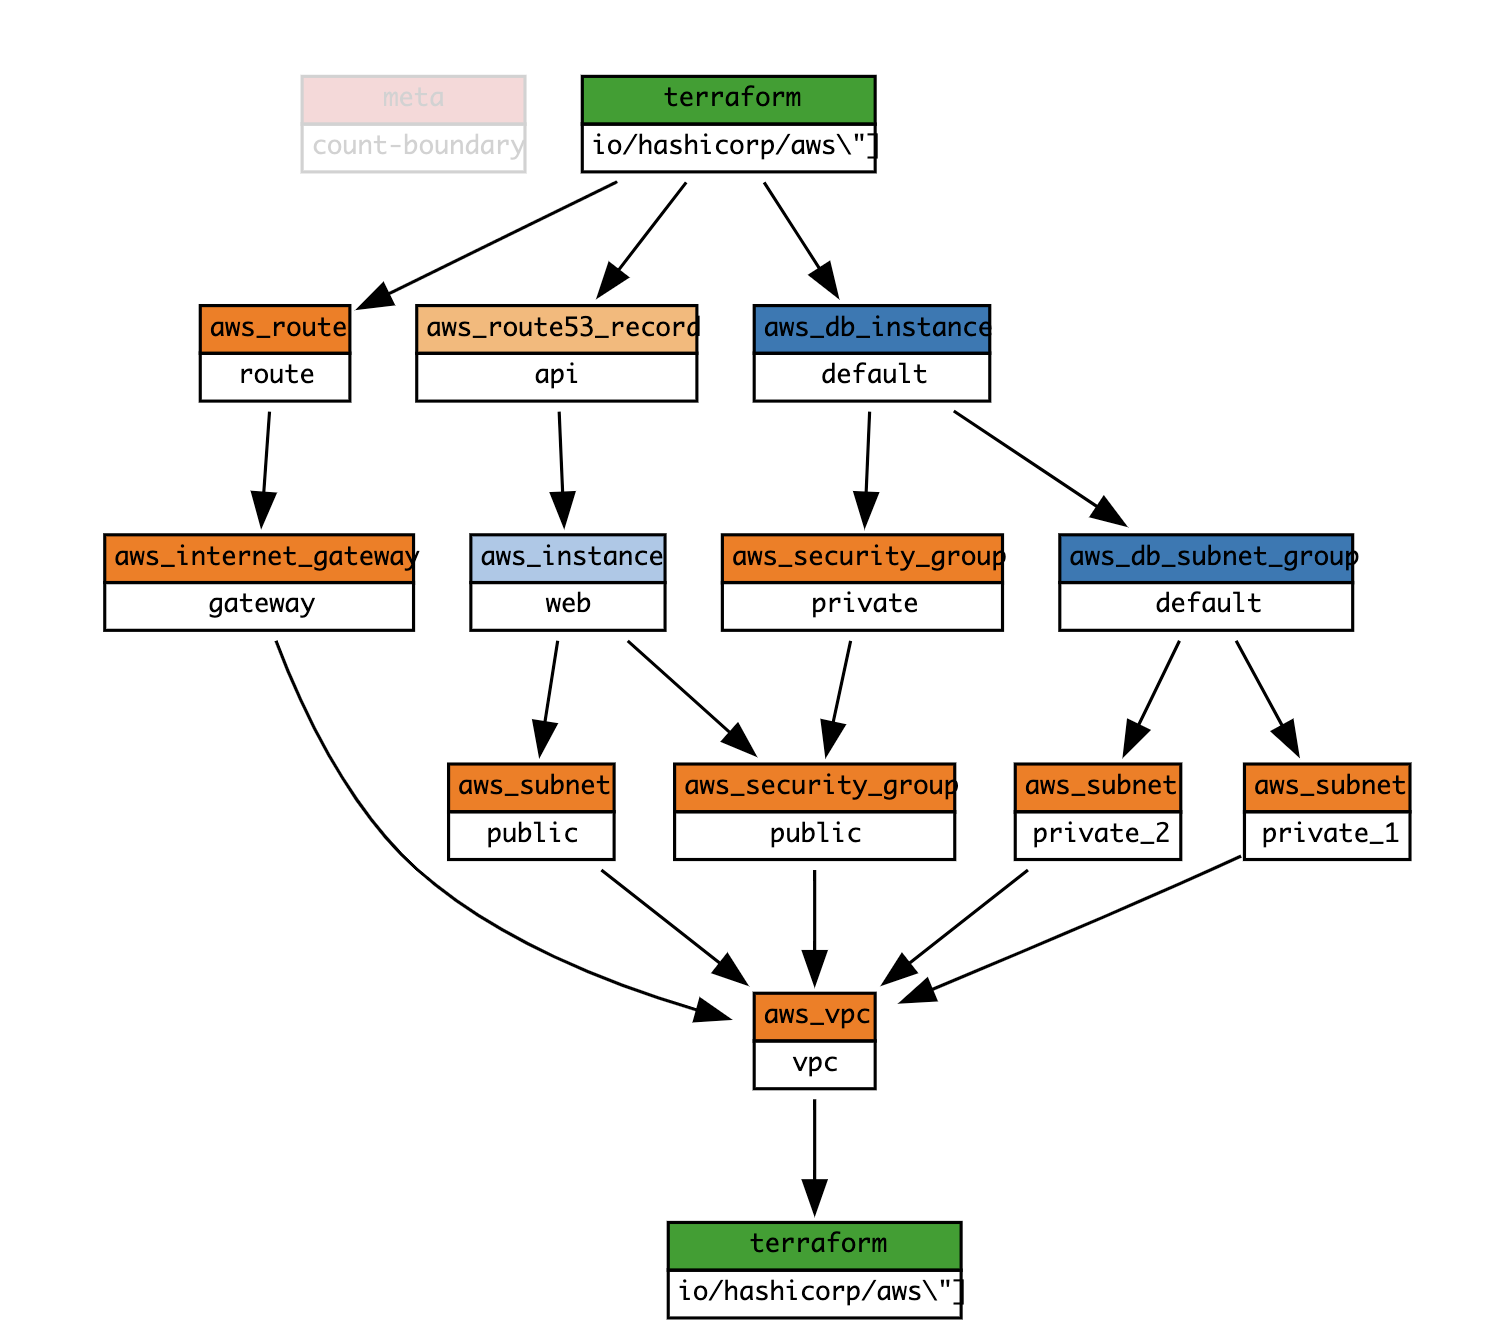 meta
count-boundary
terraform
io/hashicorp/aws\"]
aws_route
route
aws_route53_record
api
aws_db_instance
default
aws_internet_gateway
gateway
aws_instance
web
aws_security_group
private
aws_db_subnet_group
default
aws_subnet
public
aws_security_group
public
aws_subnet
private_2
aws_subnet
private_1
aws_vpc
vpc
terraform
io/hashicorp/aws\"]